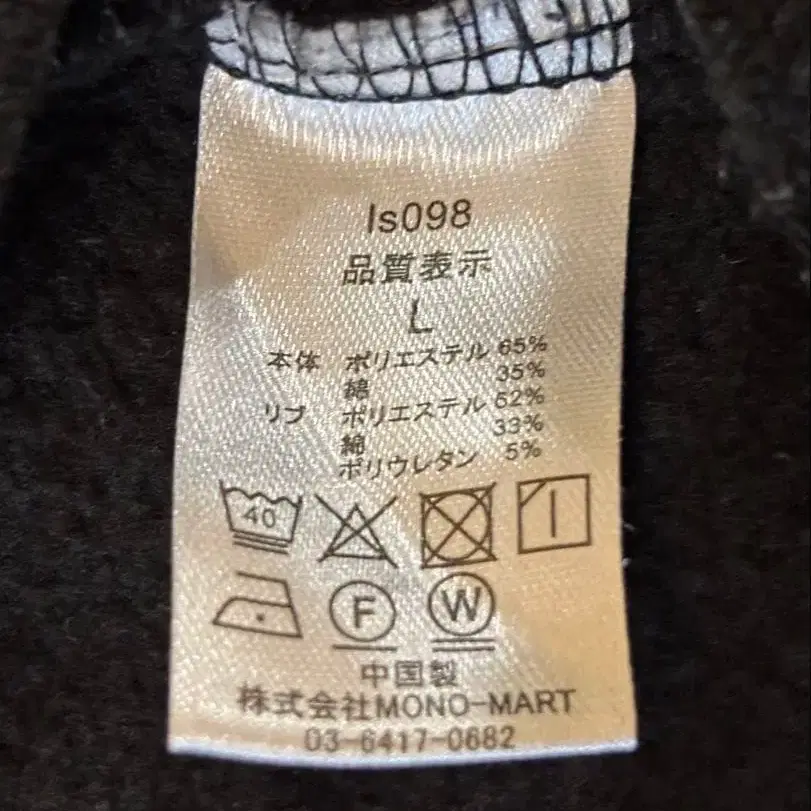 ls098
品質表示
L
本体 ポリエステル 65%
綿 35%
リブ ポリエステル 62%
綿 33%
ポリウレタン 5%
40
F W
中国製
株式会社MONO-MART
03-6417-0682